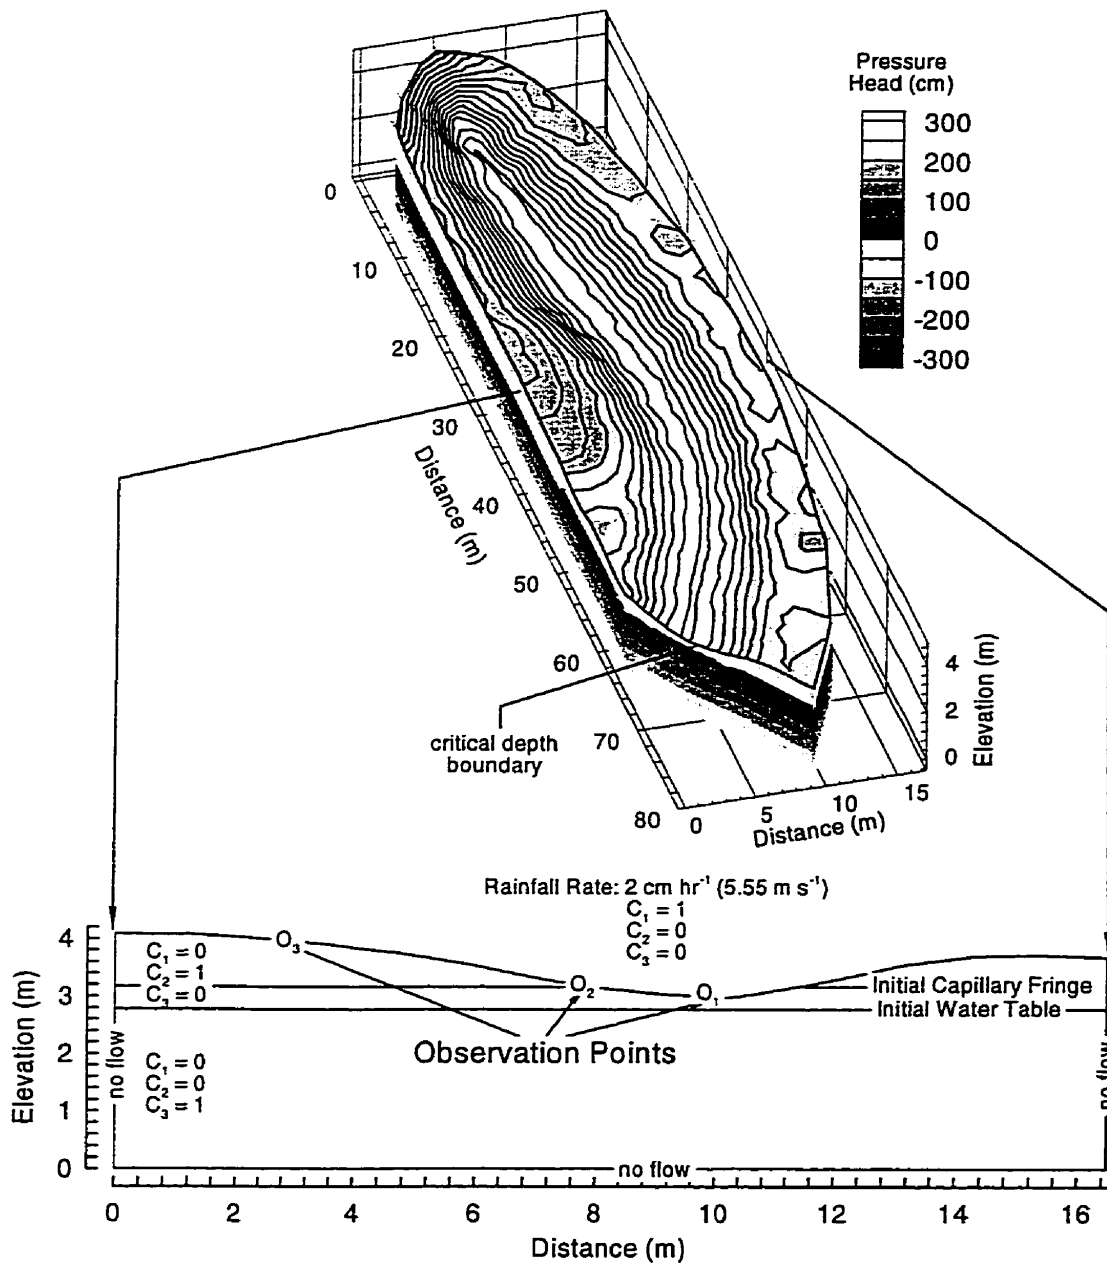 Pressure
Head (cm)
300
200
100
0
-100
-200
-300
0
10
20
30
40
50
60
70
80
Distance (m)
0
5
10
15
Distance (m)
4
2
0
Elevation (m)
critical depth
boundary
Rainfall Rate: 2 cm hr⁻¹ (5.55 m s⁻¹)
C₁ = 1
C₂ = 0
C₃ = 0
4
3
2
1
0
Elevation (m)
C₁ = 0
C₂ = 1
C₃ = 0
O₃
O₂
O₁
Initial Capillary Fringe
Initial Water Table
Observation Points
no flow
C₁ = 0
C₂ = 0
C₃ = 1
no flow
no flow
0
2
4
6
8
10
12
14
16
Distance (m)